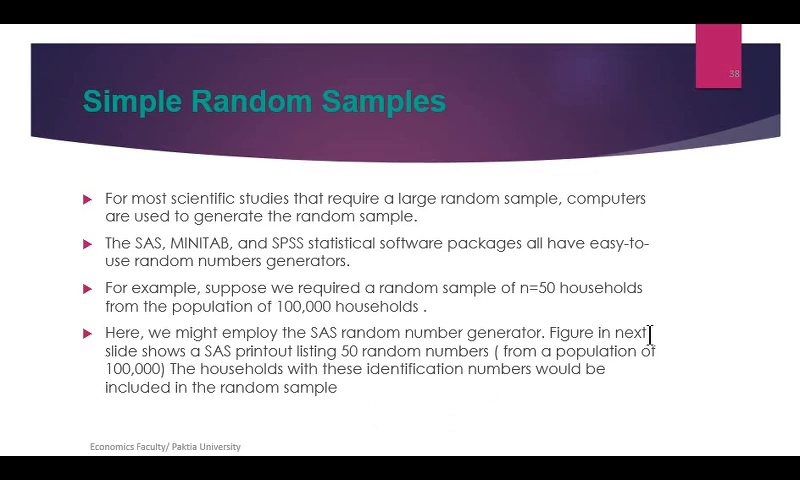 38
Simple Random Samples
For most scientific studies that require a large random sample, computers
are used to generate the random sample.
The SAS, MINITAB, and SPSS statistical software packages all have easy-to-
use random numbers generators.
For example, suppose we required a random sample of n=50 households
from the population of 100,000 households .
Here, we might employ the SAS random number generator. Figure in next
slide shows a SAS printout listing 50 random numbers ( from a population of
100,000) The households with these identification numbers would be
included in the random sample
Economics Faculty/ Paktia University